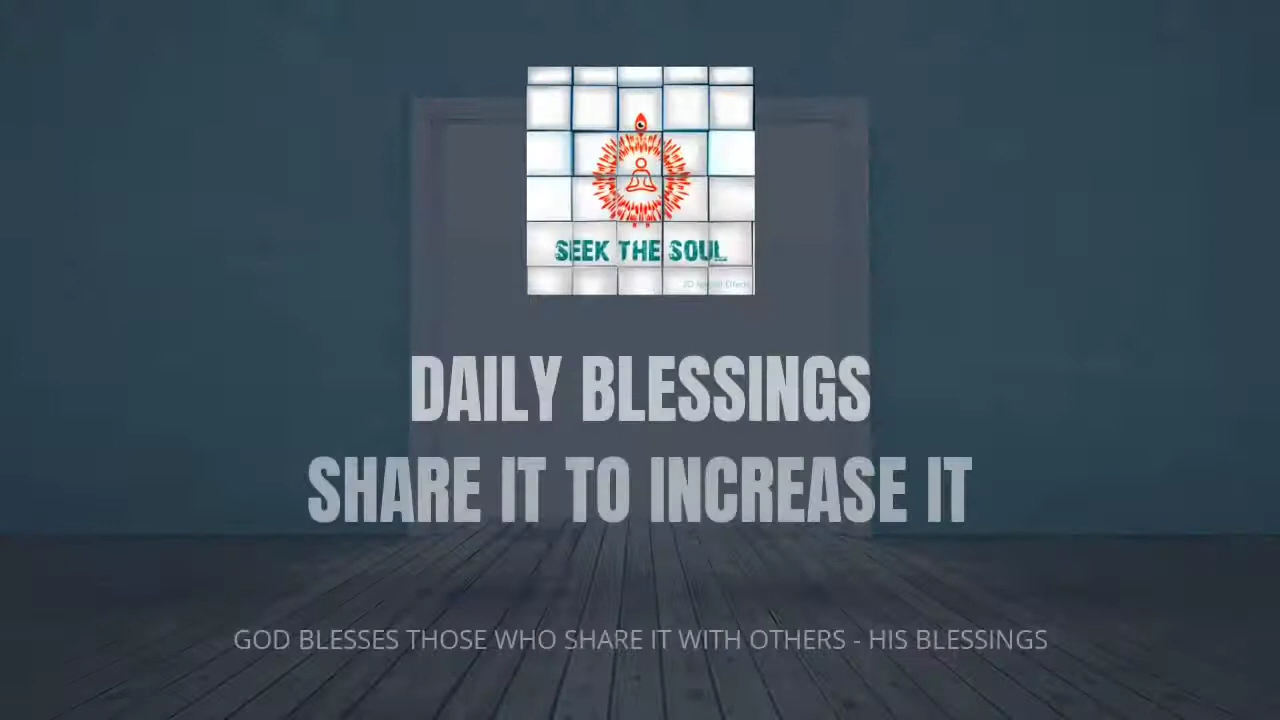 SEEK THE SOUL
DAILY BLESSINGS
SHARE IT TO INCREASE IT
GOD BLESSES THOSE WHO SHARE IT WITH OTHERS - HIS BLESSINGS